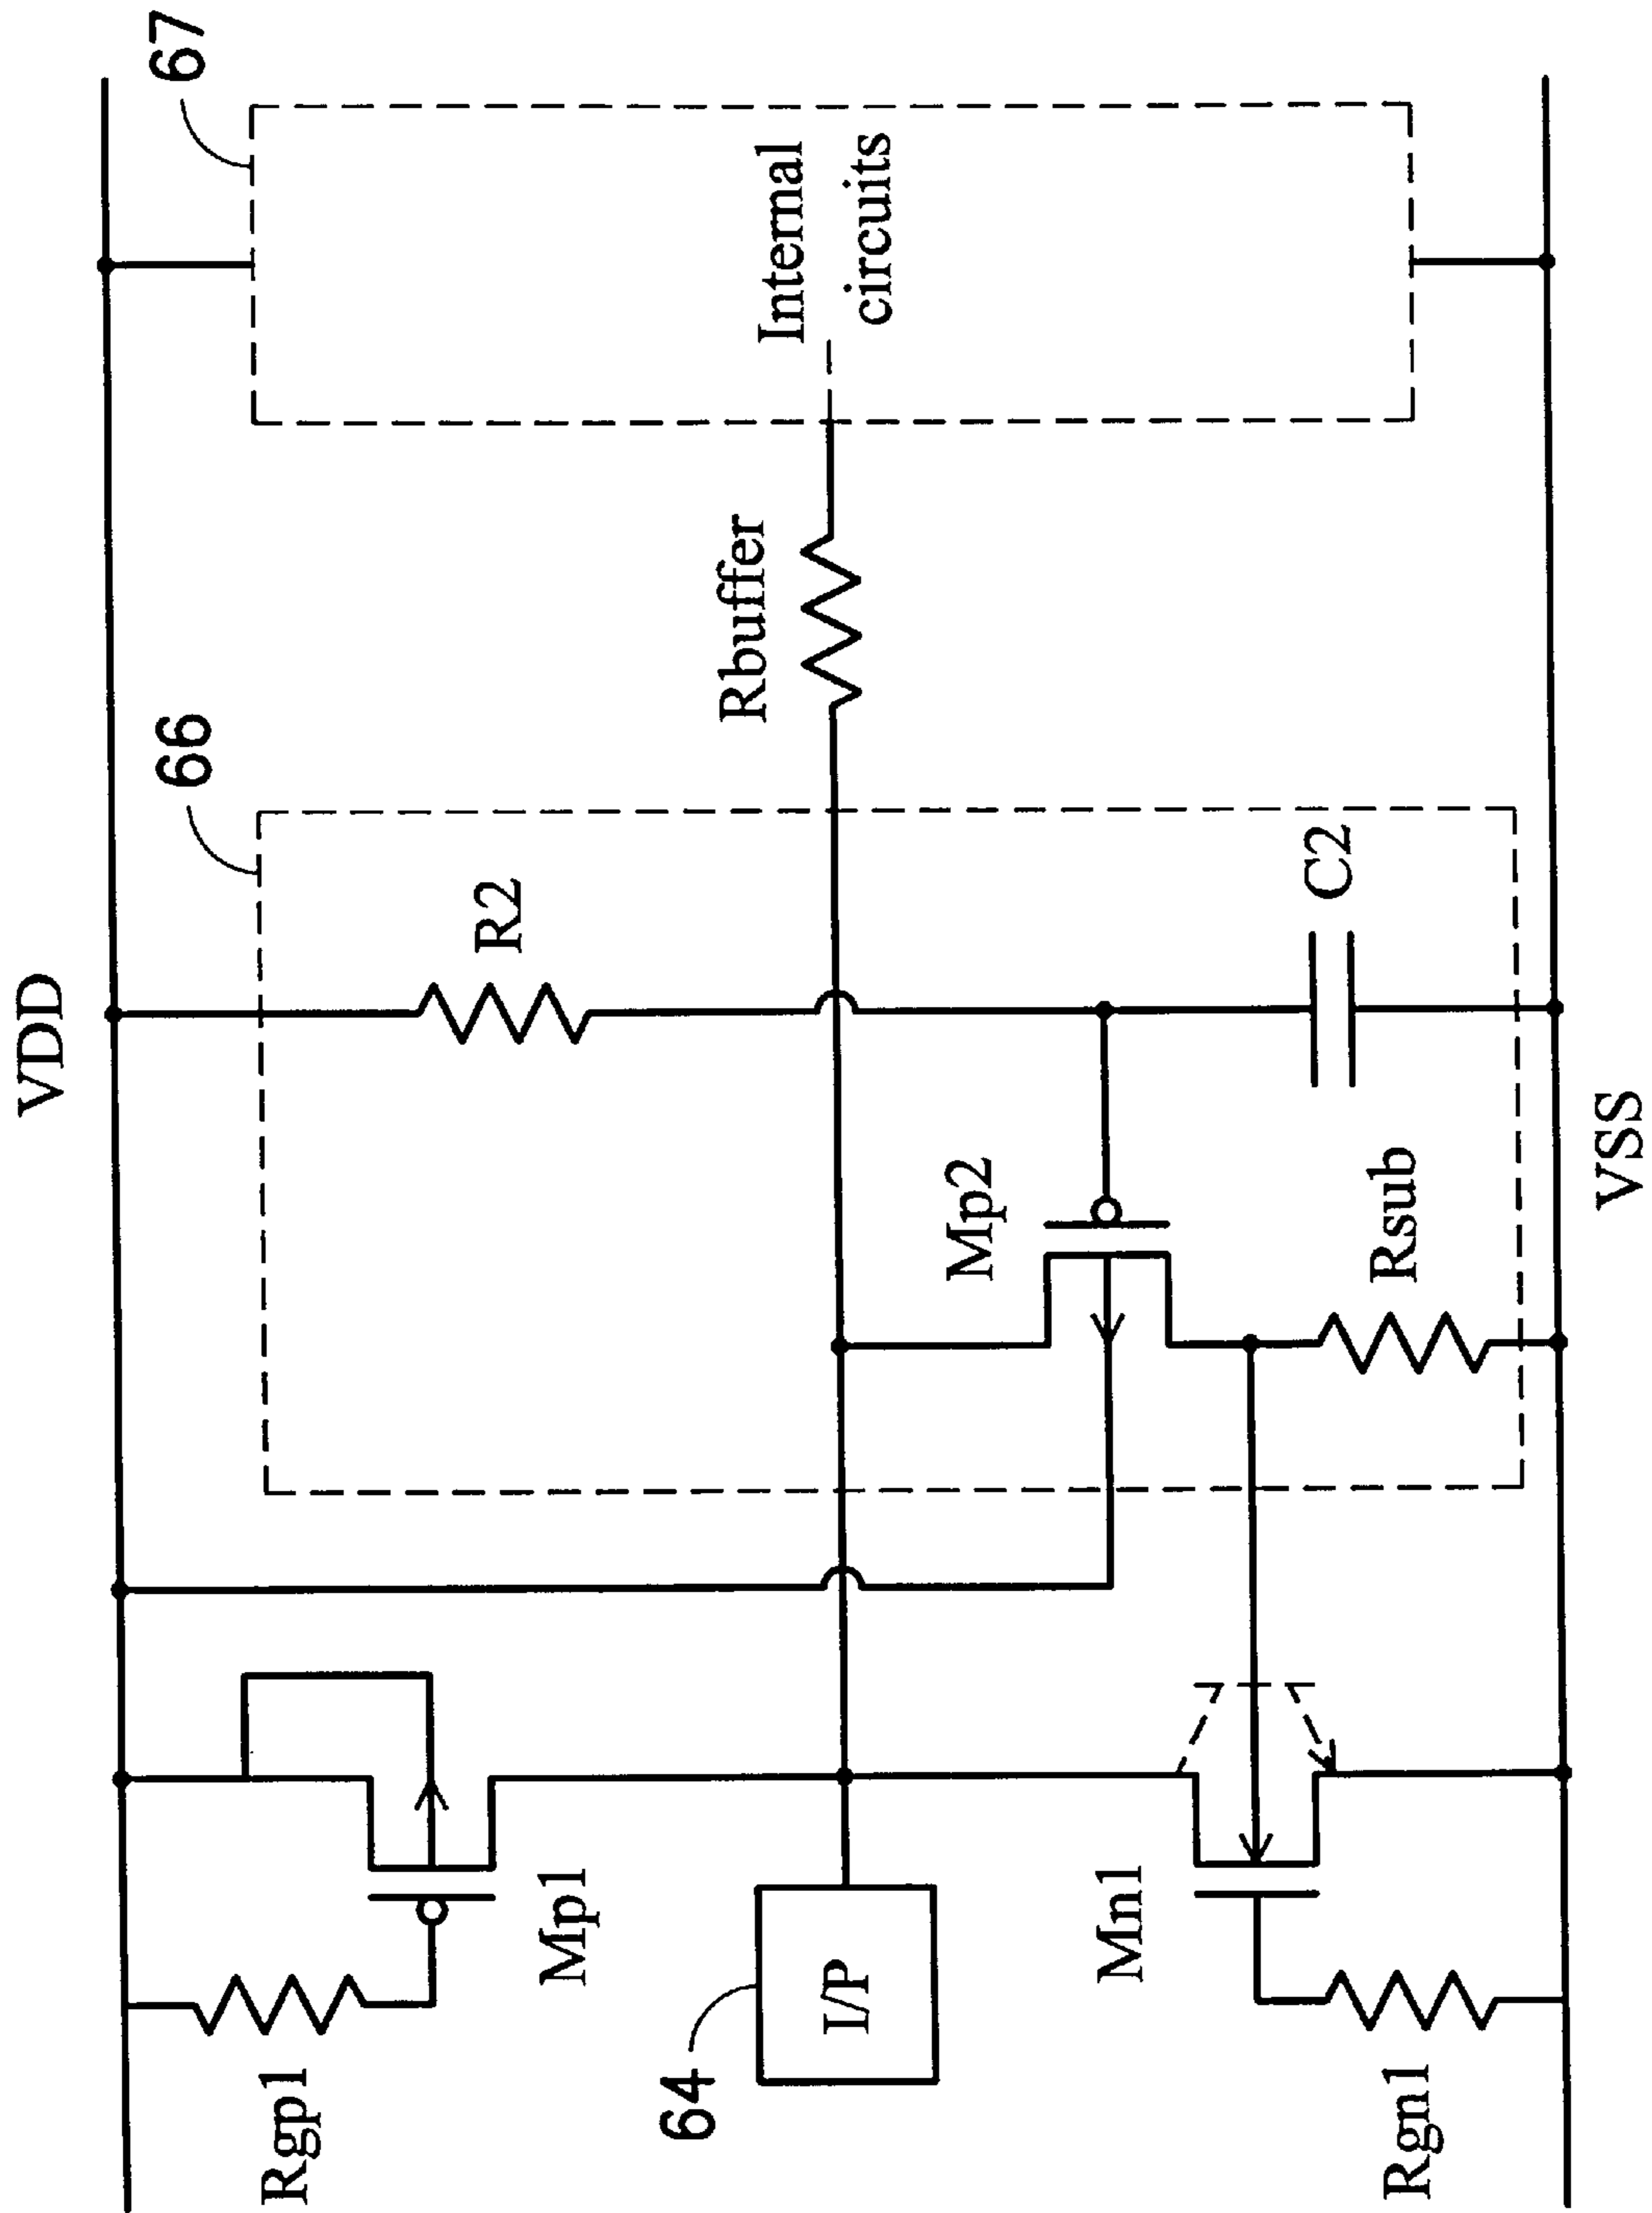 VDD
67
66
Rgp1
R2
Mp1
Rbuffer
Internal
circuits
64
I/P
Mp2
Mn1
C2
Rsub
Rgn1
VSS